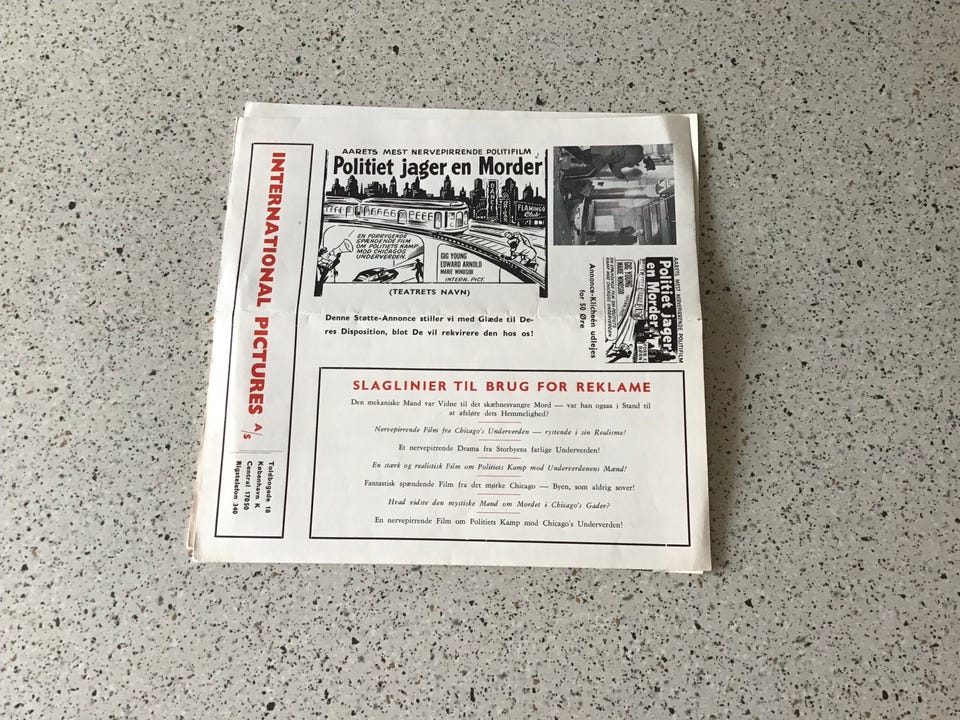 AARETS MEST NERVEPIRRENDE POLITIFILM
Politiet jager en Morder
DANCE
FLAMINGO
Club
EN FORRYGENDE
SPÆNDENDE FILM
OM POLITIETS KAMP
MOD CHICAGOS
UNDERVERDEN.
GIG YOUNG
EDWARD ARNOLD
MARIE WINDSOR
INTERN. PICT.
(TEATRETS NAVN)
Denne Støtte-Annonce stiller vi med Glæde til De-
res Disposition, blot De vil rekvirere den hos os!
AARETS MEST NERVEPIRRENDE POLITIFILM
Politiet jager
en Morder
GIG YOUNG
MARIE WINDSOR
Annonce-Klichéen udlejes
for 50 Øre
SLAGLINIER TIL BRUG FOR REKLAME
Den mekaniske Mand var Vidne til det skæbnesvangre Mord — var han ogsaa i Stand til
at afsløre dets Hemmelighed?
Nervepirrende Film fra Chicago's Underverden — rystende i sin Realisme!
Et nervepirrende Drama fra Storbyens farlige Underverden!
En stærk og realistisk Film om Politiets Kamp mod Underverdenens Mænd!
Fantastisk spændende Film fra det mørke Chicago — Byen, som aldrig sover!
Hvad vidste den mystiske Mand om Mordet i Chicago's Gader?
En nervepirrende Film om Politiets Kamp mod Chicago's Underverden!
INTERNATIONAL PICTURES A/S
Toldbogade 18
København K
Central 17050
Rigstelefon 340